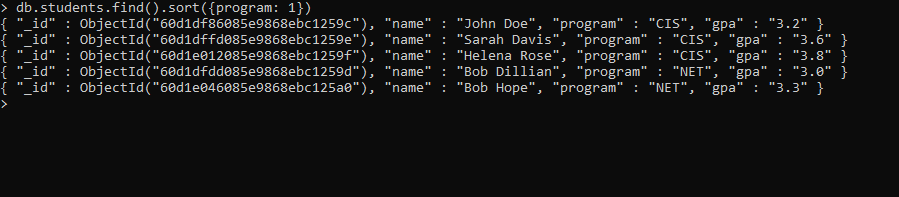 > db.students.find().sort({program: 1})
{ "_id" : ObjectId("60d1df86085e9868ebc1259c"), "name" : "John Doe", "program" : "CIS", "gpa" : "3.2" }
{ "_id" : ObjectId("60d1dffd085e9868ebc1259e"), "name" : "Sarah Davis", "program" : "CIS", "gpa" : "3.6" }
{ "_id" : ObjectId("60d1e012085e9868ebc1259f"), "name" : "Helena Rose", "program" : "CIS", "gpa" : "3.8" }
{ "_id" : ObjectId("60d1dfdd085e9868ebc1259d"), "name" : "Bob Dillian", "program" : "NET", "gpa" : "3.0" }
{ "_id" : ObjectId("60d1e046085e9868ebc125a0"), "name" : "Bob Hope", "program" : "NET", "gpa" : "3.3" }
>